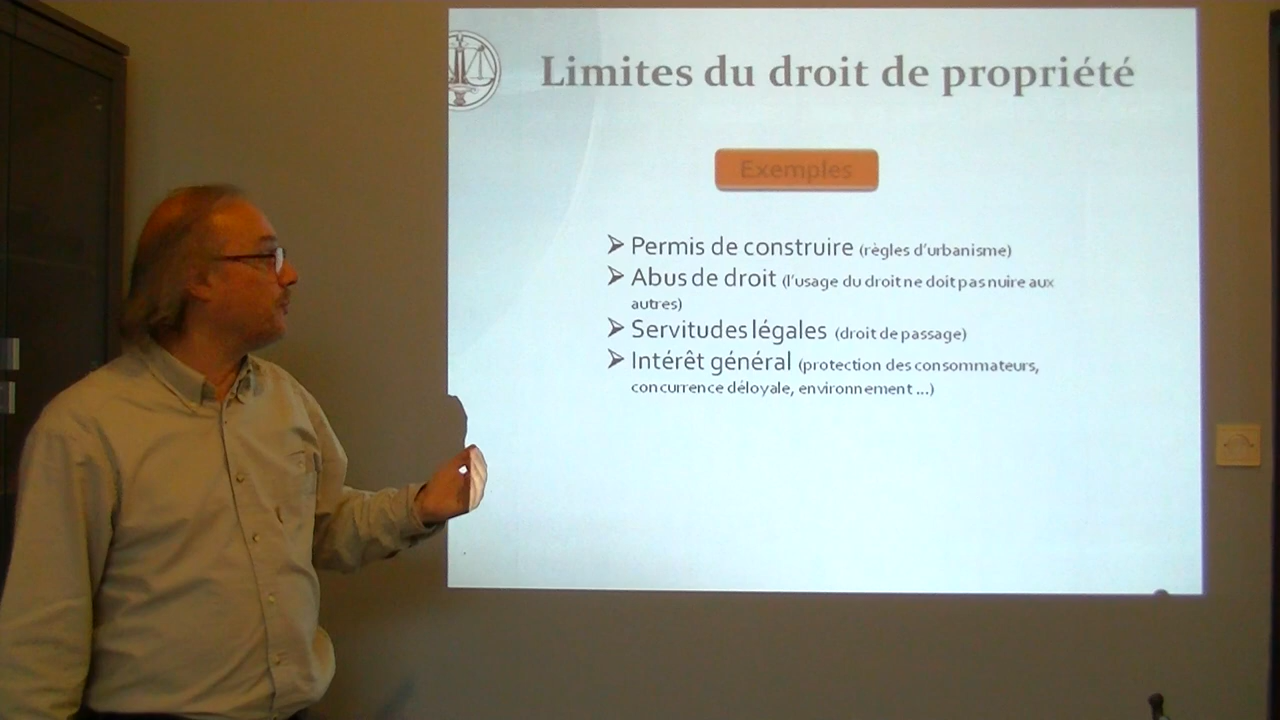 Limites du droit de propriété
Exemples
Permis de construire (règles d'urbanisme)
Abus de droit (l'usage du droit ne doit pas nuire aux
autres)
Servitudes légales (droit de passage)
Intérêt général (protection des consommateurs,
concurrence déloyale, environnement ...)